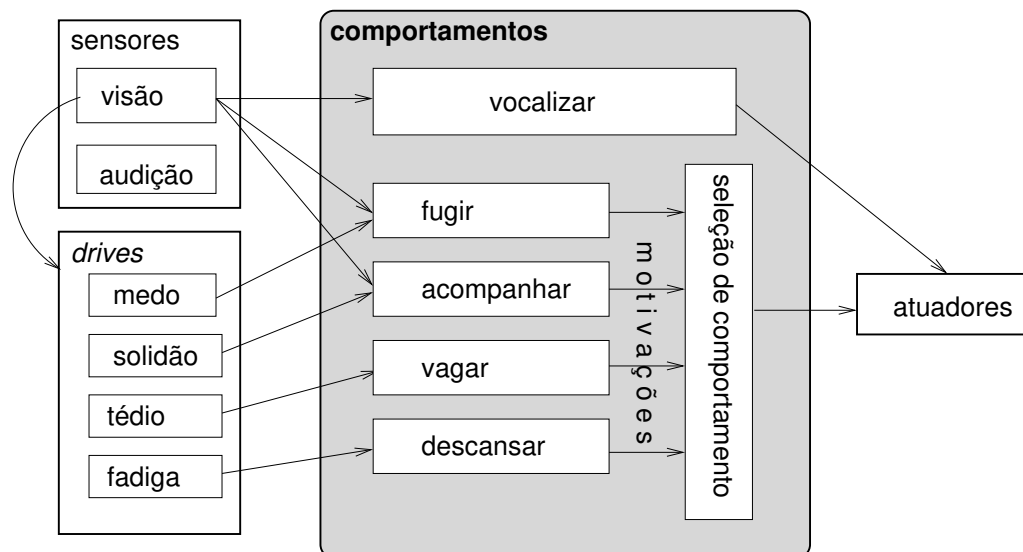 sensores
visão
audição
drives
medo
solidão
tédio
fadiga
comportamentos
vocalizar
fugir
acompanhar
vagar
descansar
motivações
seleção de comportamento
atuadores